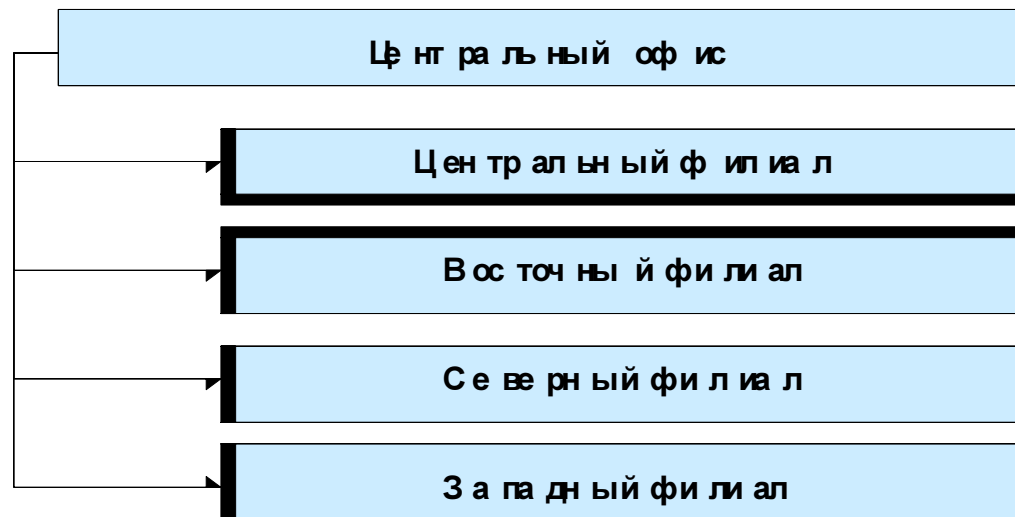 Центральный офис
Центральный филиал
Восточный филиал
Северный филиал
Западный филиал